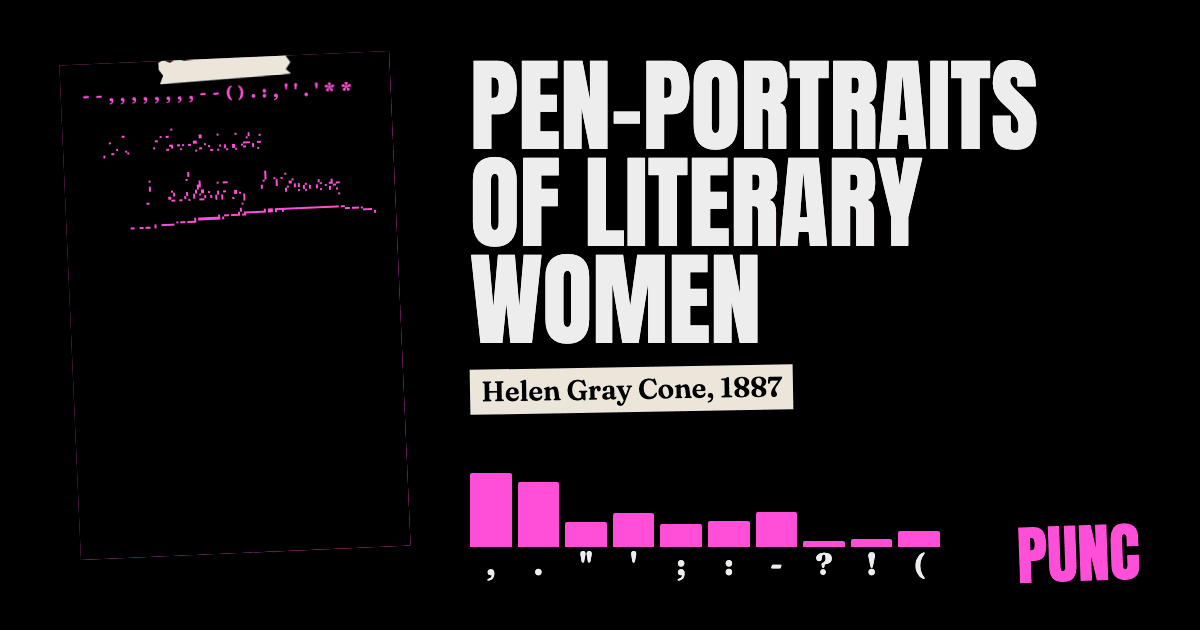 --,,,,,,,,--().:,''.'**
PEN-PORTRAITS
OF LITERARY
WOMEN
Helen Gray Cone, 1887
, . " ' ; : - ? ! (
PUNC